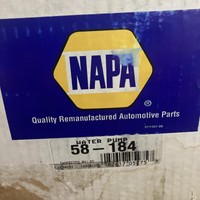 NAPA
®
Quality Remanufactured Automotive Parts
WATER PUMP
58-184